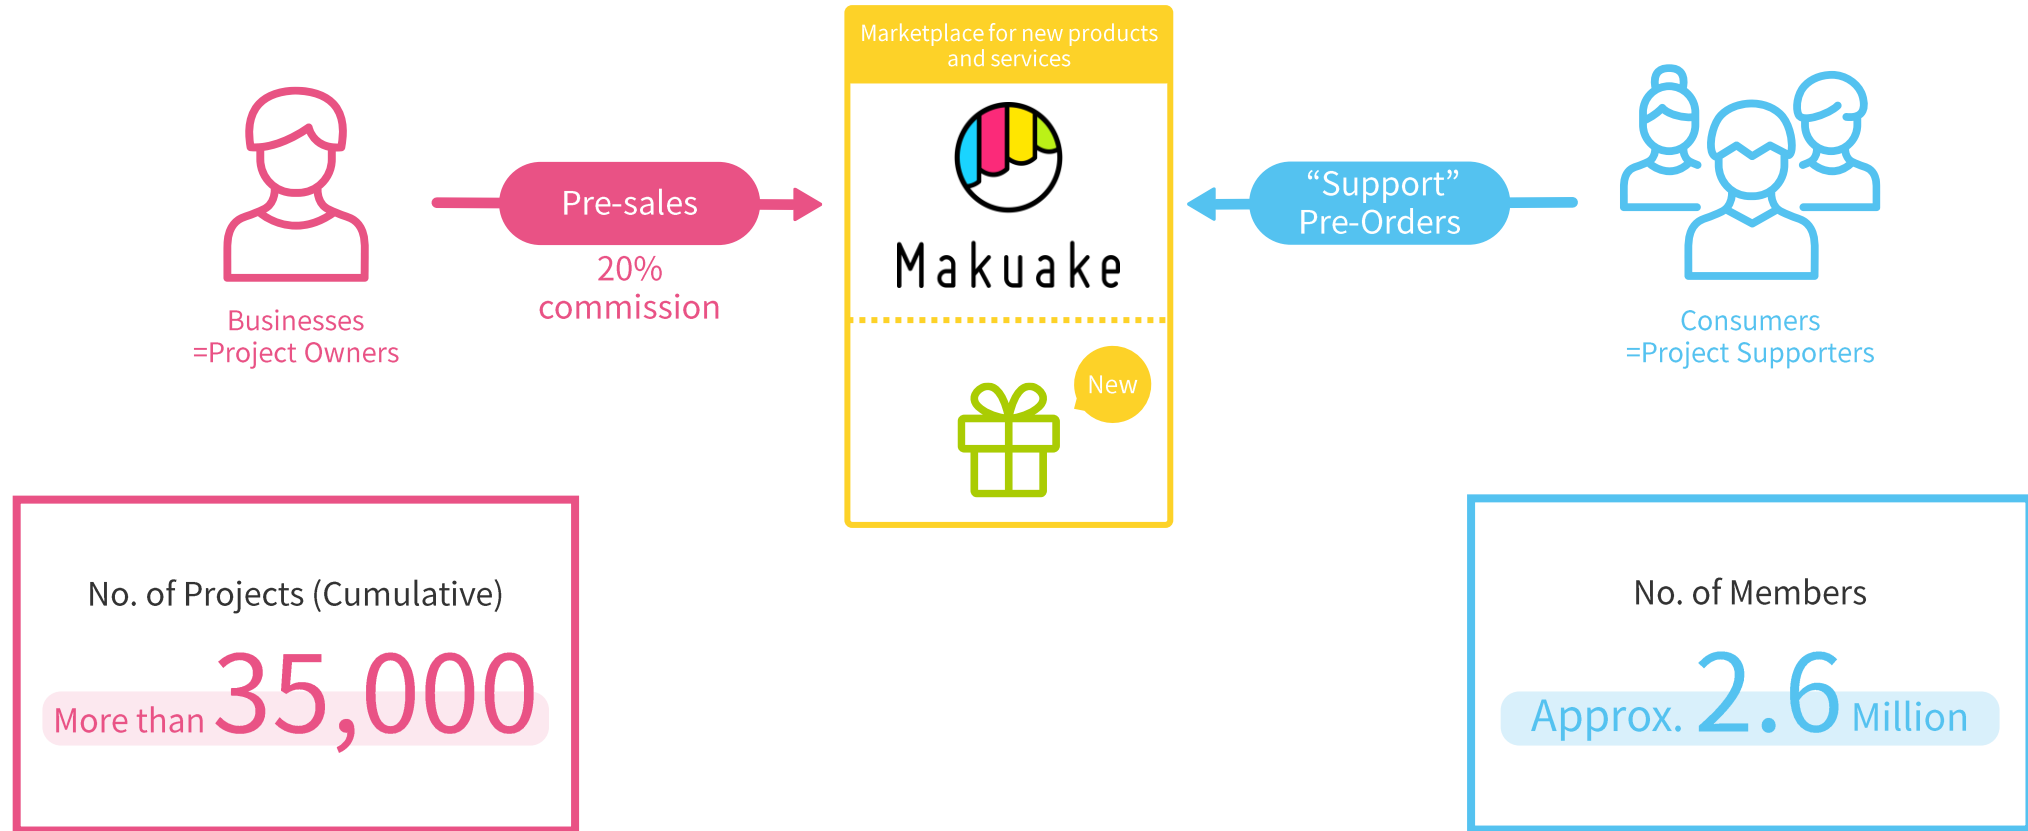 Marketplace for new products
and services
Makuake
New
Pre-sales
20%
commission
Businesses
=Project Owners
“Support”
Pre-Orders
Consumers
=Project Supporters
No. of Projects (Cumulative)
More than 35,000
No. of Members
Approx. 2.6 Million